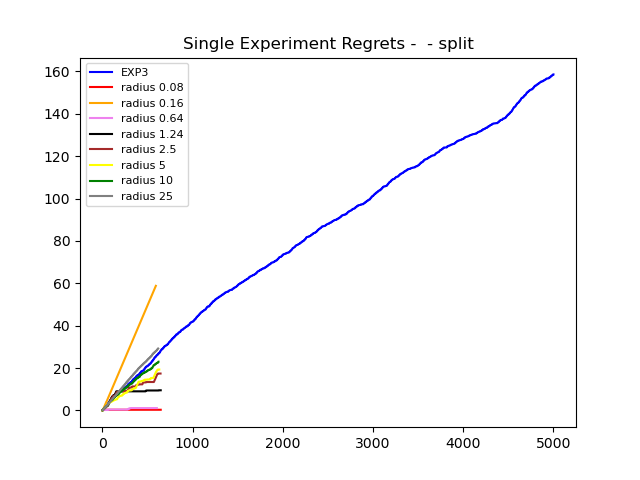 Single Experiment Regrets -  - split
160
140
120
100
80
60
40
20
0
EXP3
radius 0.08
radius 0.16
radius 0.64
radius 1.24
radius 2.5
radius 5
radius 10
radius 25
0 1000 2000 3000 4000 5000